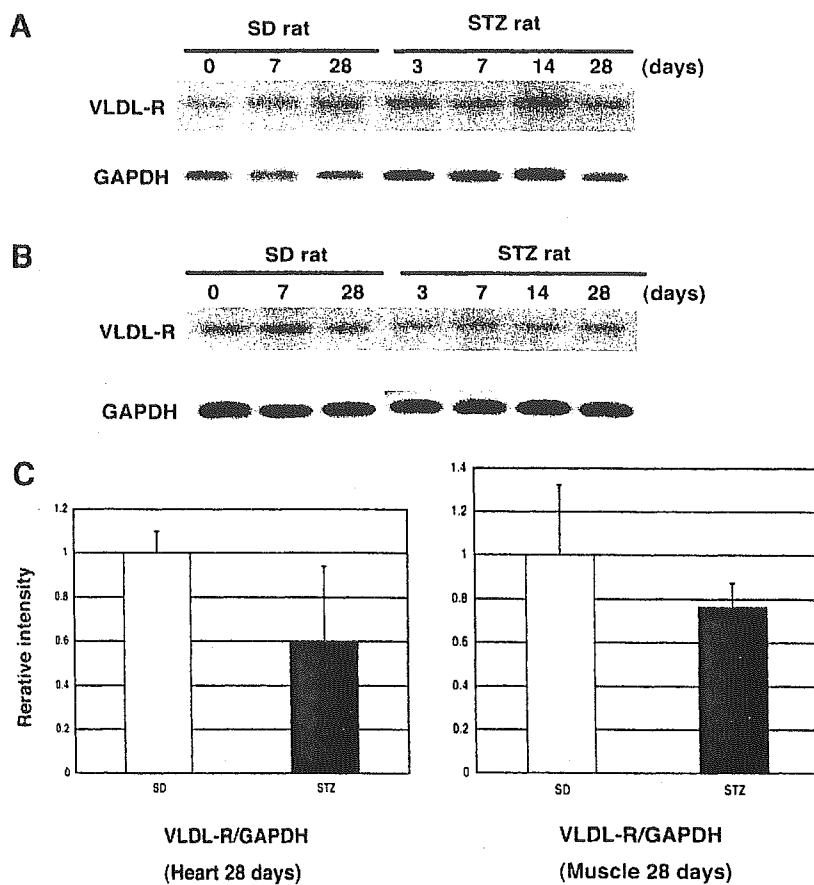 A
SD rat STZ rat
0 7 28 3 7 14 28 (days)
VLDL-R
GAPDH
B
SD rat STZ rat
0 7 28 3 7 14 28 (days)
VLDL-R
GAPDH
C
Rerative intensity
1.2
1
0.8
0.6
0.4
0.2
0
SD STZ
VLDL-R/GAPDH
(Heart 28 days)
1.4
1.2
1
0.8
0.6
0.4
0.2
0
SD STZ
VLDL-R/GAPDH
(Muscle 28 days)